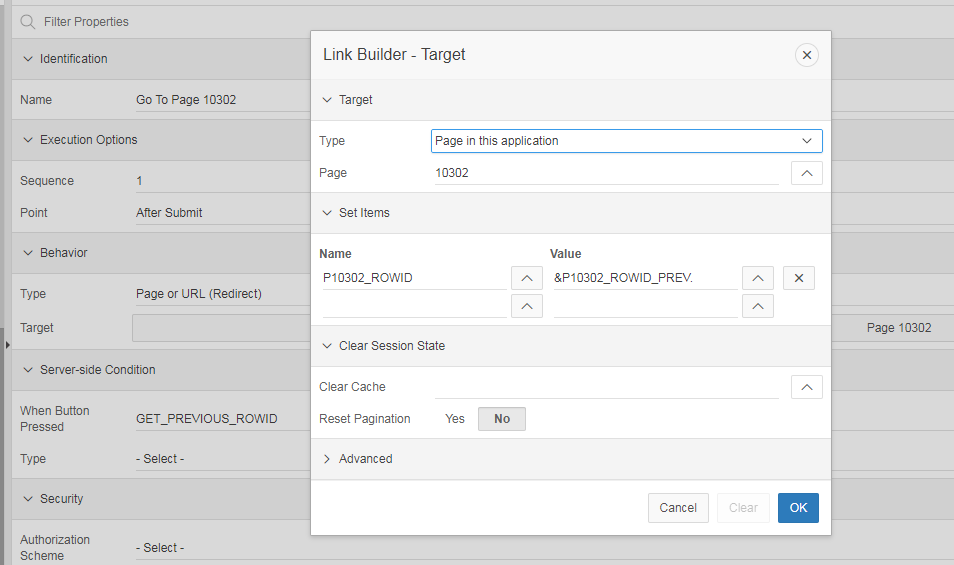 Filter Properties
Identification
Name Go To Page 10302
Execution Options
Sequence 1
Point After Submit
Behavior
Type Page or URL (Redirect)
Target Page 10302
Server-side Condition
When Button
Pressed
GET_PREVIOUS_ROWID
Type - Select -
Security
Authorization
Scheme
- Select -
Link Builder - Target
Target
Type Page in this application
Page 10302
Set Items
Name Value
P10302_ROWID &P10302_ROWID_PREV.
Clear Session State
Clear Cache
Reset Pagination Yes No
Advanced
Cancel Clear OK